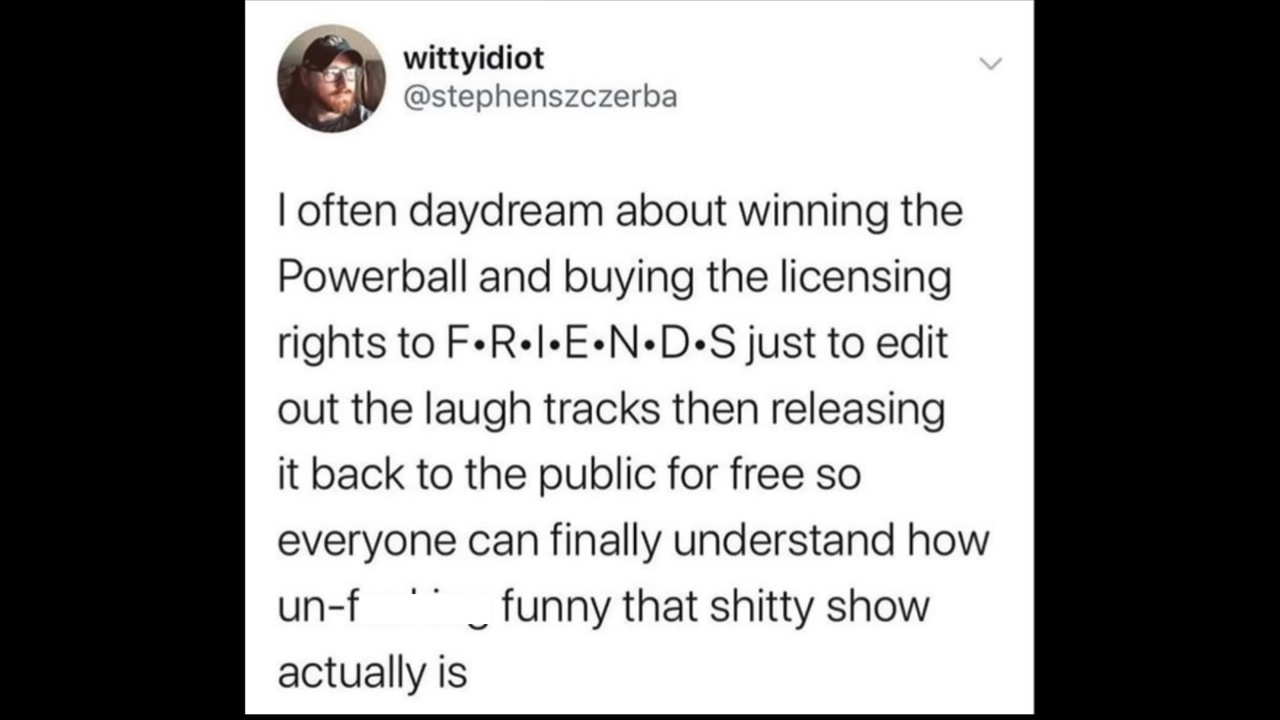 wittyidiot
@stephenszczerba
I often daydream about winning the
Powerball and buying the licensing
rights to F•R•I•E•N•D•S just to edit
out the laugh tracks then releasing
it back to the public for free so
everyone can finally understand how
un-f funny that shitty show
actually is